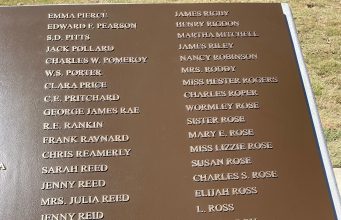 EMMA PIERCE
EDWARD F. PEARSON
S.D. PITTS
JACK POLLARD
CHARLES W. POMEROY
W.S. PORTER
CLARA PRICE
C.E. PRITCHARD
GEORGE JAMES RAE
R.E. RANKIN
FRANK RAVNARD
CHRIS REAMERLY
SARAH REED
JENNY REED
MRS. JULIA REED
JENNY REID
JAMES RIGBY
HENRY RIGDON
MARTHA MITCHELL
JAMES RILEY
NANCY ROBINSON
MRS. RODDY
MISS HESTER ROGERS
CHARLES ROPER
WORMLEY ROSE
SISTER ROSE
MARY E. ROSE
MISS LIZZIE ROSE
SUSAN ROSE
CHARLES S. ROSE
ELIJAH ROSS
L. ROSS